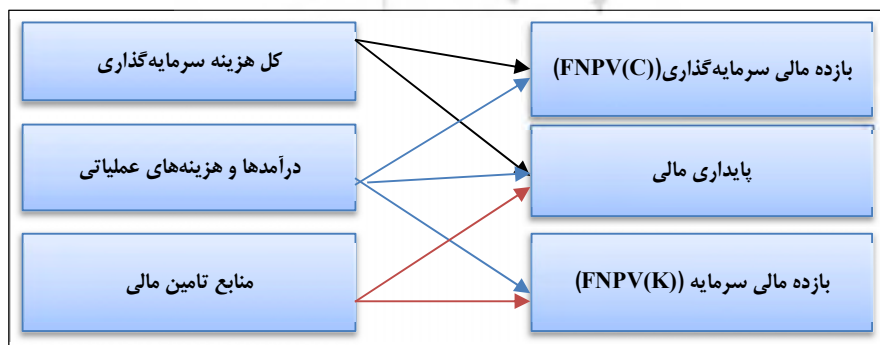 بازده مالی سرمایه‌گذاری(FNPV(C))
کل هزینه سرمایه‌گذاری
پایداری مالی
درآمدها و هزینه‌های عملیاتی
بازده مالی سرمایه (FNPV(K))
منابع تامین مالی